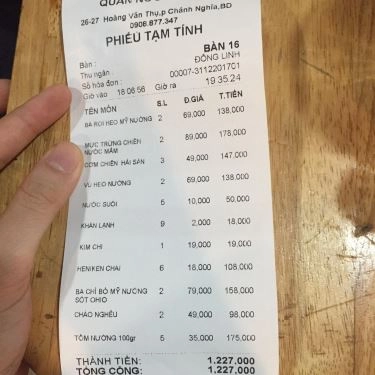 QUÁN
26-27 Hoàng Văn Thụ,p Chánh Nghĩa,BD
0906.877.347
PHIẾU TẠM TÍNH
Bàn : BÀN 16
Thu ngân : ĐÔNG LINH
Số hóa đơn : 00007-3112201701
Giờ vào 18 06 56 Giờ ra 19 35 24
TÊN MÓN S.L Đ.GIÁ T.TIỀN
BA RỌI HEO MỸ NƯỚNG 2 69,000 138,000
MỰC TRỨNG CHIÊN NƯỚC MẮM 2 89,000 178,000
CƠM CHIÊN HẢI SẢN 3 49,000 147,000
VÚ HEO NƯỚNG 2 69,000 138,000
NƯỚC SUỐI 5 10,000 50,000
KHĂN LẠNH 9 2,000 18,000
KIM CHI 1 19,000 19,000
HENIKEN CHAI 6 18,000 108,000
BA CHỈ BÒ MỸ NƯỚNG SỐT OHIO 2 79,000 158,000
CHÁO NGHÊU 2 49,000 98,000
TÔM NƯỚNG 100gr 5 35,000 175,000
THÀNH TIỀN: 1.227.000
TỔNG CỘNG: 1.227.000